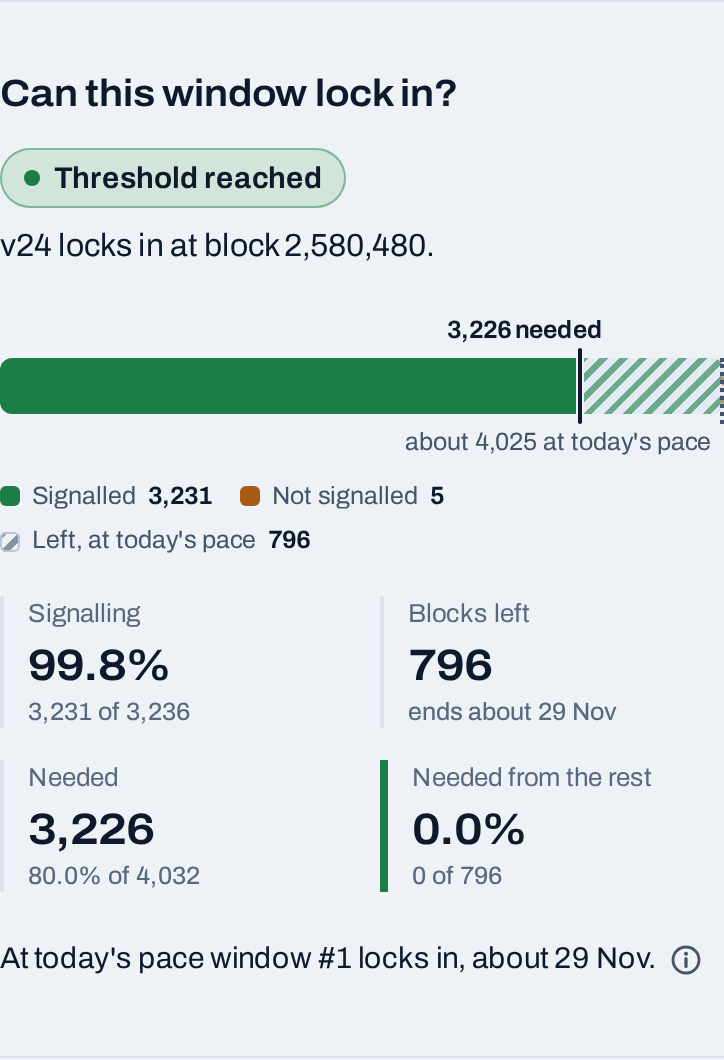 Can this window lock in?
Threshold reached
v24 locks in at block 2,580,480.
3,226 needed
about 4,025 at today's pace
Signalled 3,231 Not signalled 5
Left, at today's pace 796
Signalling Blocks left
99.8% 796
3,231 of 3,236 ends about 29 Nov
Needed Needed from the rest
3,226 0.0%
80.0% of 4,032 0 of 796
At today's pace window #1 locks in, about 29 Nov.